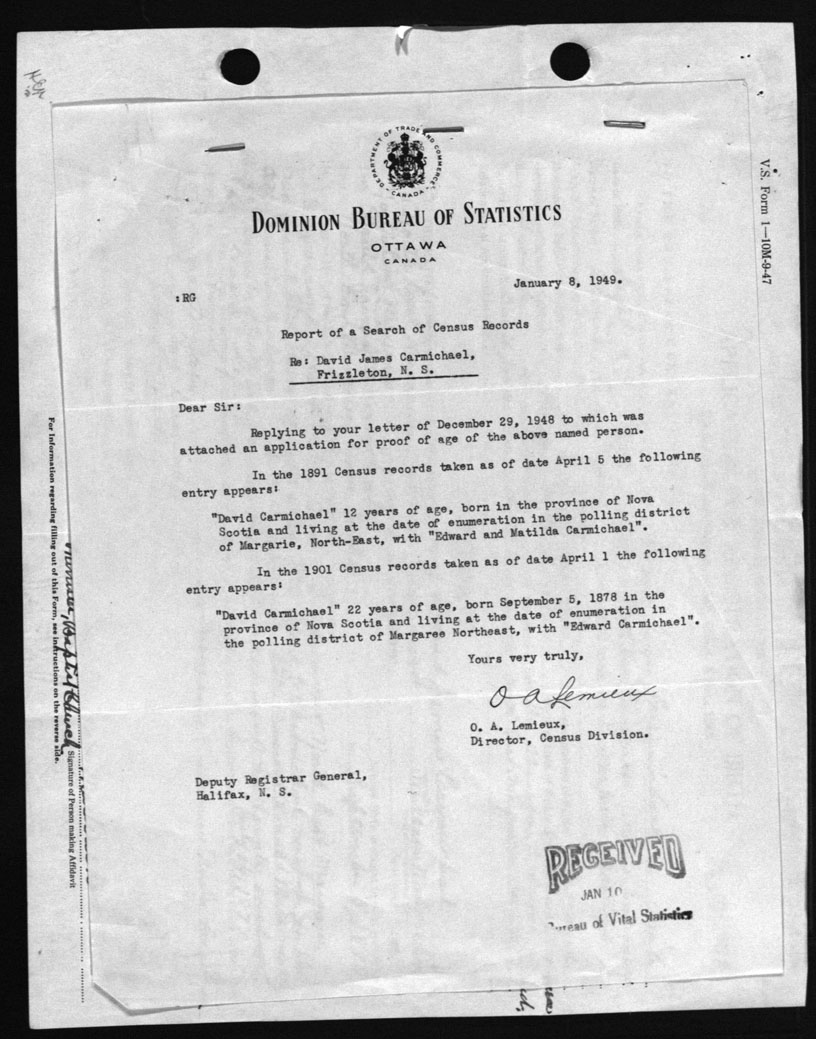 DEPARTMENT OF TRADE AND COMMERCE
CANADA
DOMINION BUREAU OF STATISTICS
OTTAWA
CANADA
January 8, 1949.
:RG
Report of a Search of Census Records
Re: David James Carmichael,
Frizzleton, N. S.
Dear Sir:
Replying to your letter of December 29, 1948 to which was
attached an application for proof of age of the above named person.
In the 1891 Census records taken as of date April 5 the following
entry appears:
"David Carmichael" 12 years of age, born in the province of Nova
Scotia and living at the date of enumeration in the polling district
of Margarie, North-East, with "Edward and Matilda Carmichael".
In the 1901 Census records taken as of date April 1 the following
entry appears:
"David Carmichael" 22 years of age, born September 5, 1878 in the
province of Nova Scotia and living at the date of enumeration in
the polling district of Margaree Northeast, with "Edward Carmichael".
Yours very truly,
O A Lemieux
O. A. Lemieux,
Director, Census Division.
Deputy Registrar General,
Halifax, N. S.
RECEIVED
JAN 10
Bureau of Vital Statistics
V.S. Form 1—10M-9-47
For Information regarding filling out of this Form, see instructions on the reverse side.
Baptist Church
Signature of Person making Affidavit